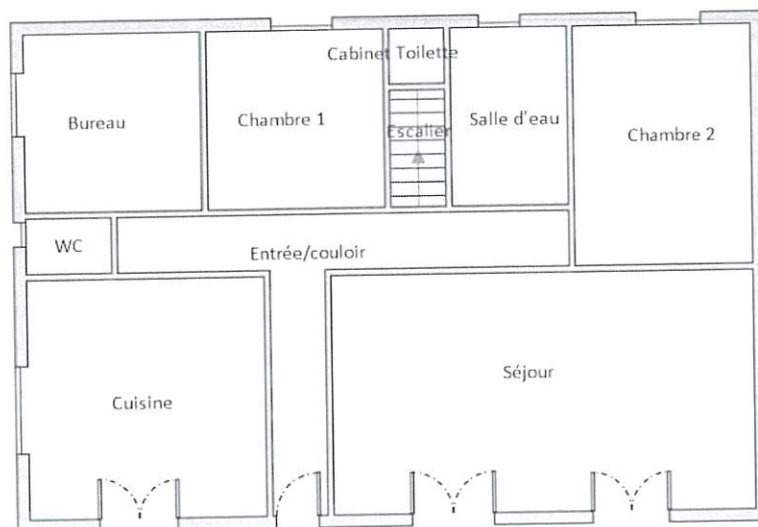 Cabinet Toilette
Bureau
Chambre 1
Escalier
Salle d'eau
Chambre 2
WC
Entrée/couloir
Cuisine
Séjour